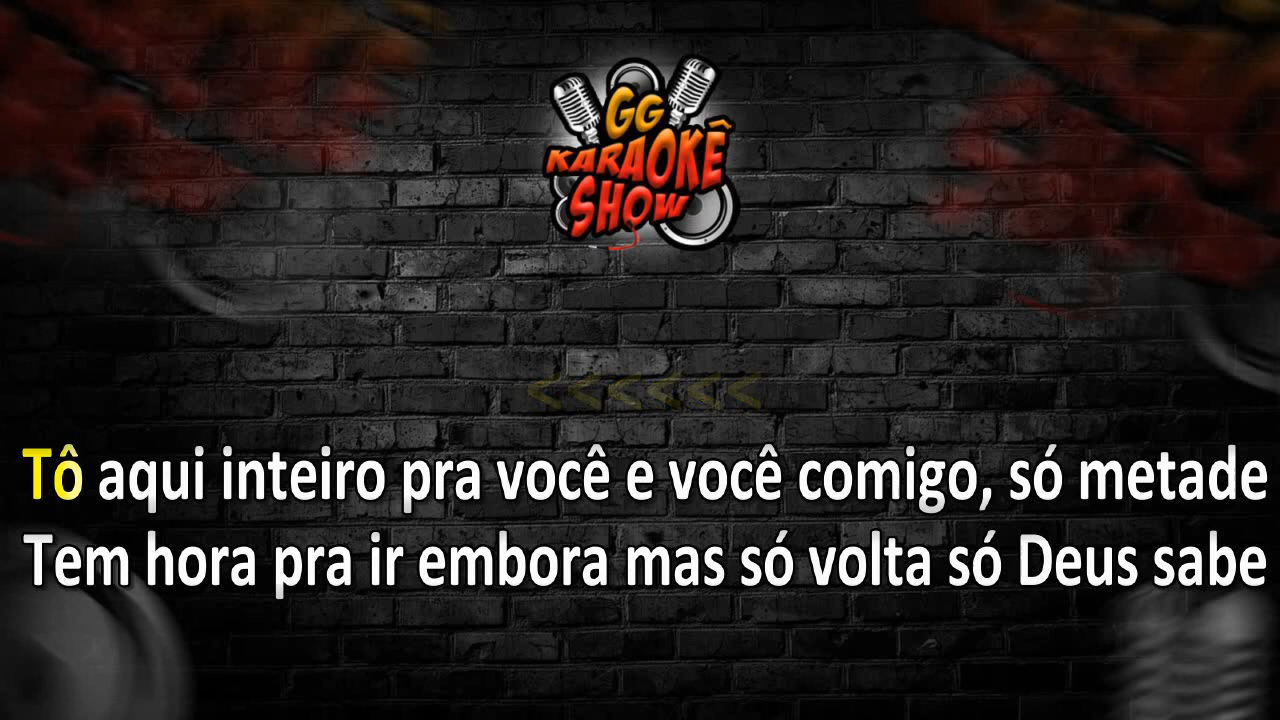 GG
KARAOKÊ
SHOW
<<<<<<
Tô aqui inteiro pra você e você comigo, só metade
Tem hora pra ir embora mas só volta só Deus sabe